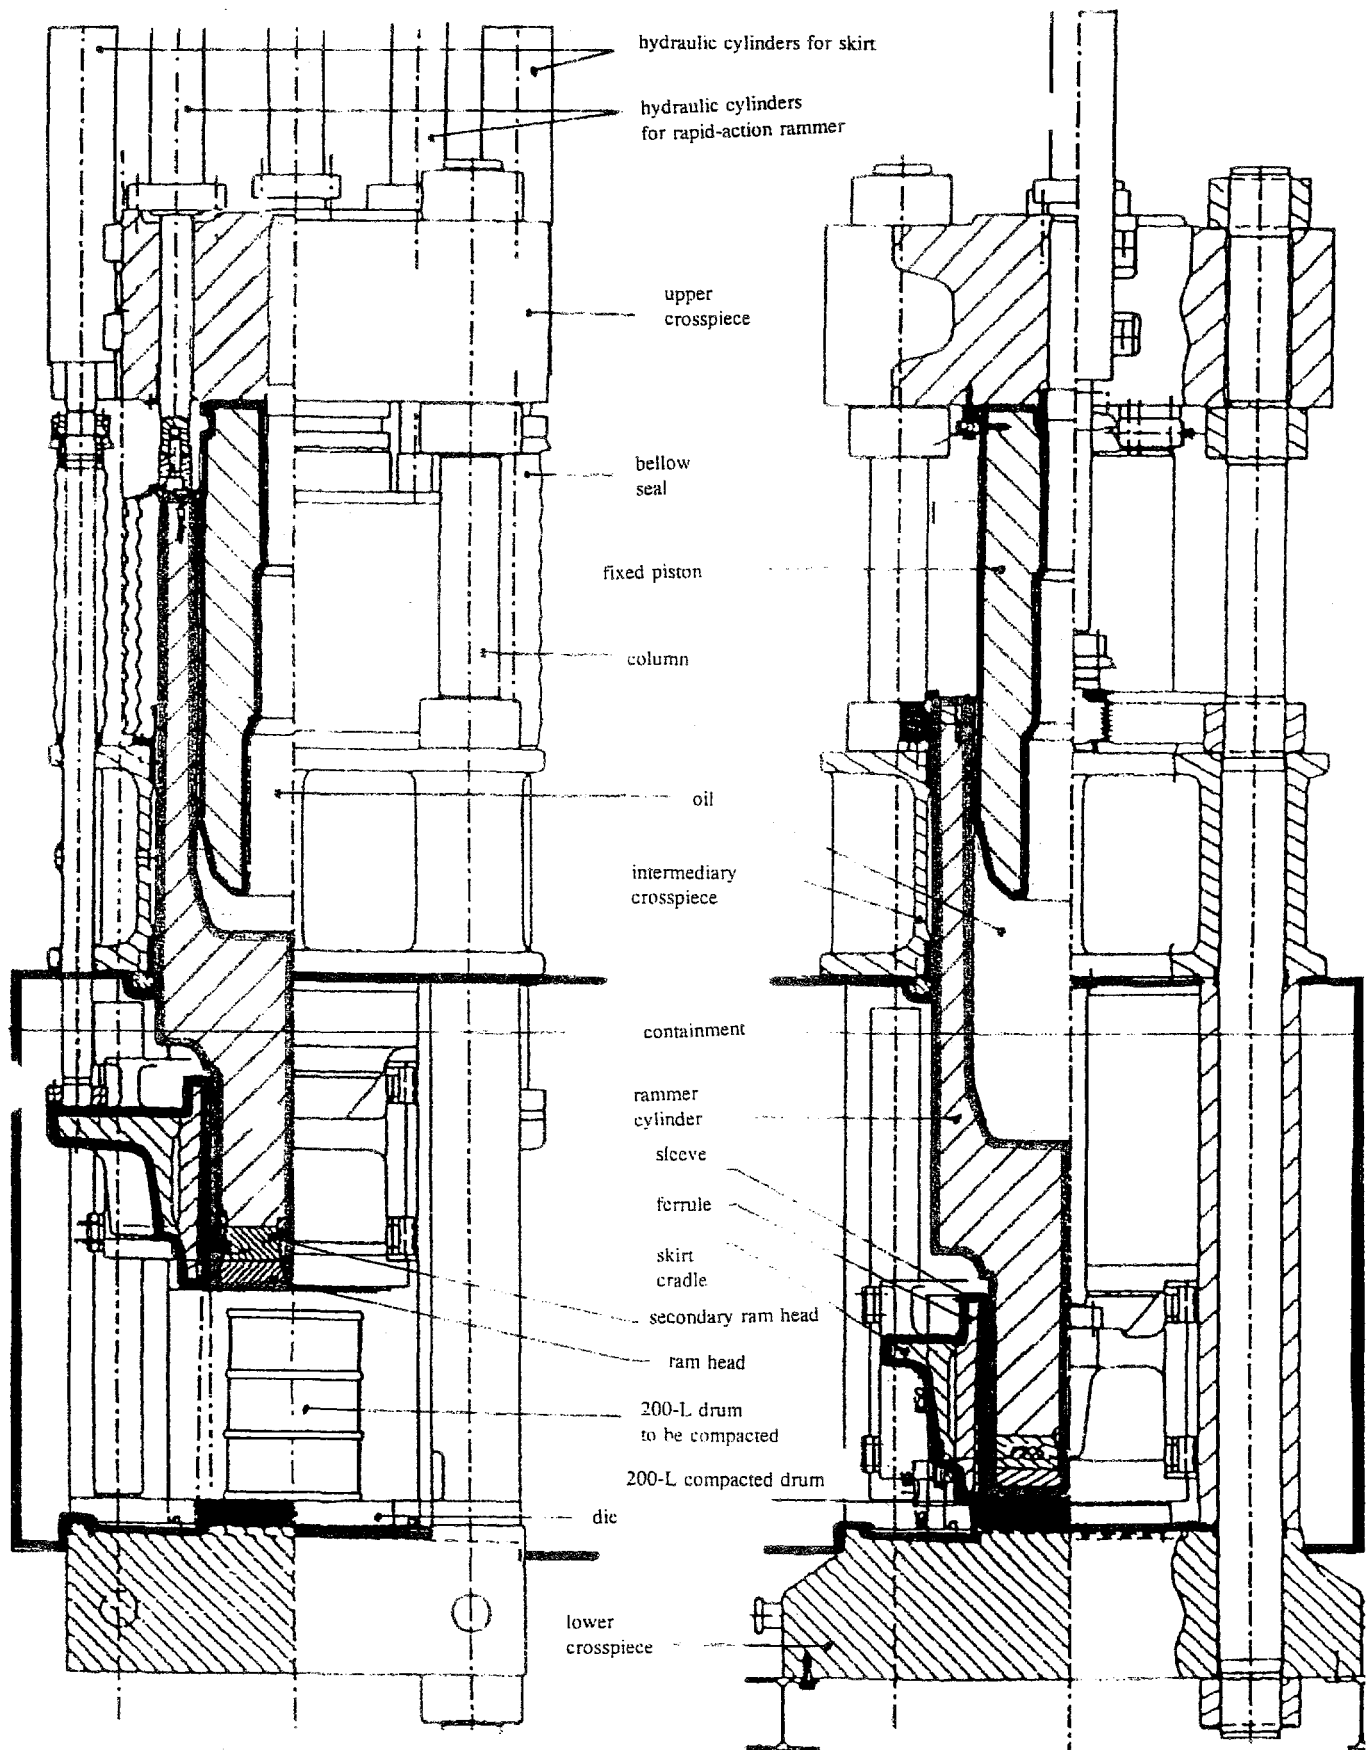 hydraulic cylinders for skirt
hydraulic cylinders
for rapid-action rammer
upper
crosspiece
bellow
seal
fixed piston
column
oil
intermediary
crosspiece
containment
rammer
cylinder
sleeve
ferrule
skirt
cradle
secondary ram head
ram head
200-L drum
to be compacted
200-L compacted drum
die
lower
crosspiece